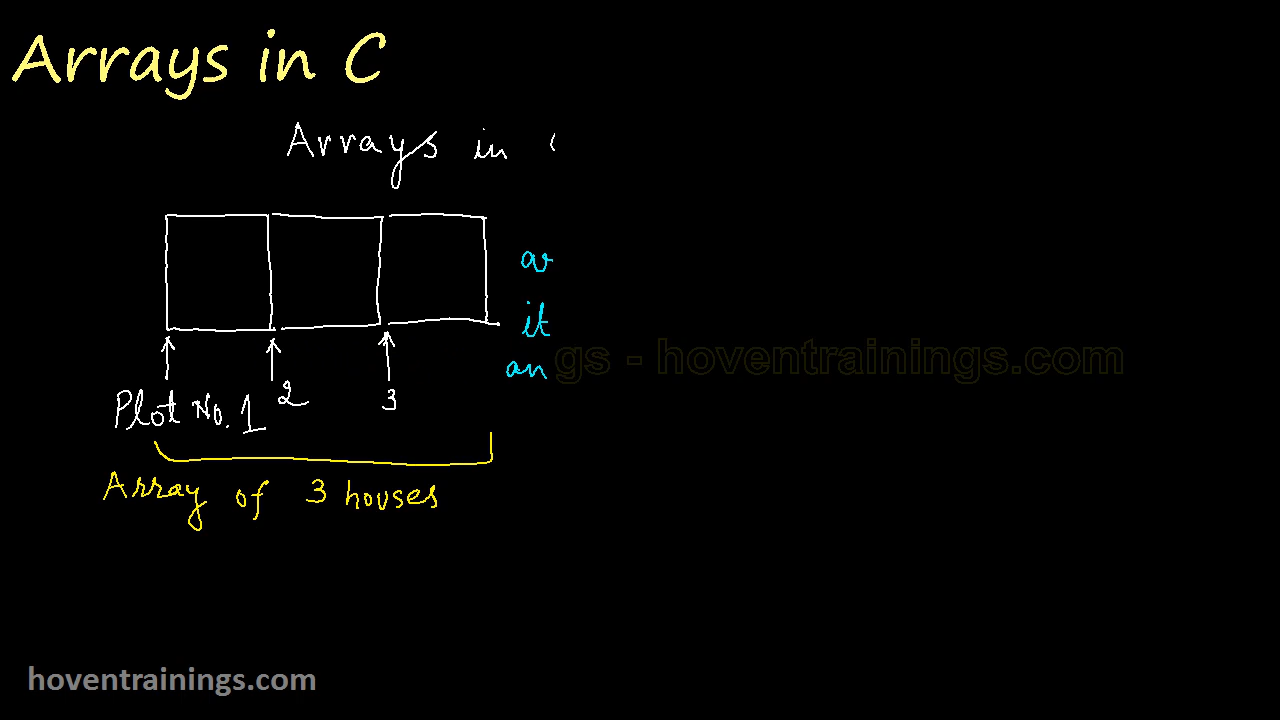 Arrays in C
Arrays in
it
an
gs - hoventrainings.com
Plot No. 1 2 3
Array of 3 houses
hoventrainings.com